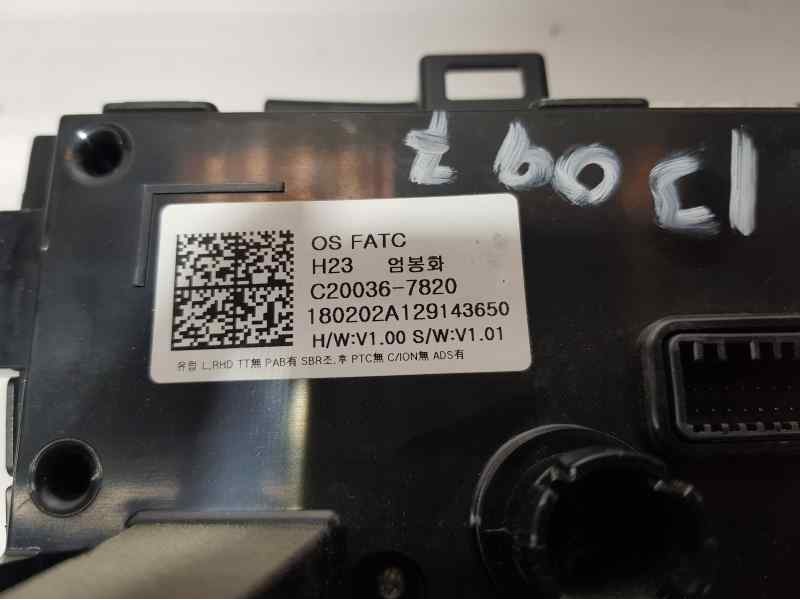 OS FATC
H23 엄봉화
C20036-7820
180202A129143650
H/W:V1.00 S/W:V1.01
유럽 L,RHD TT無 PAB有 SBR조,후 PTC無 C/ION無 ADS有